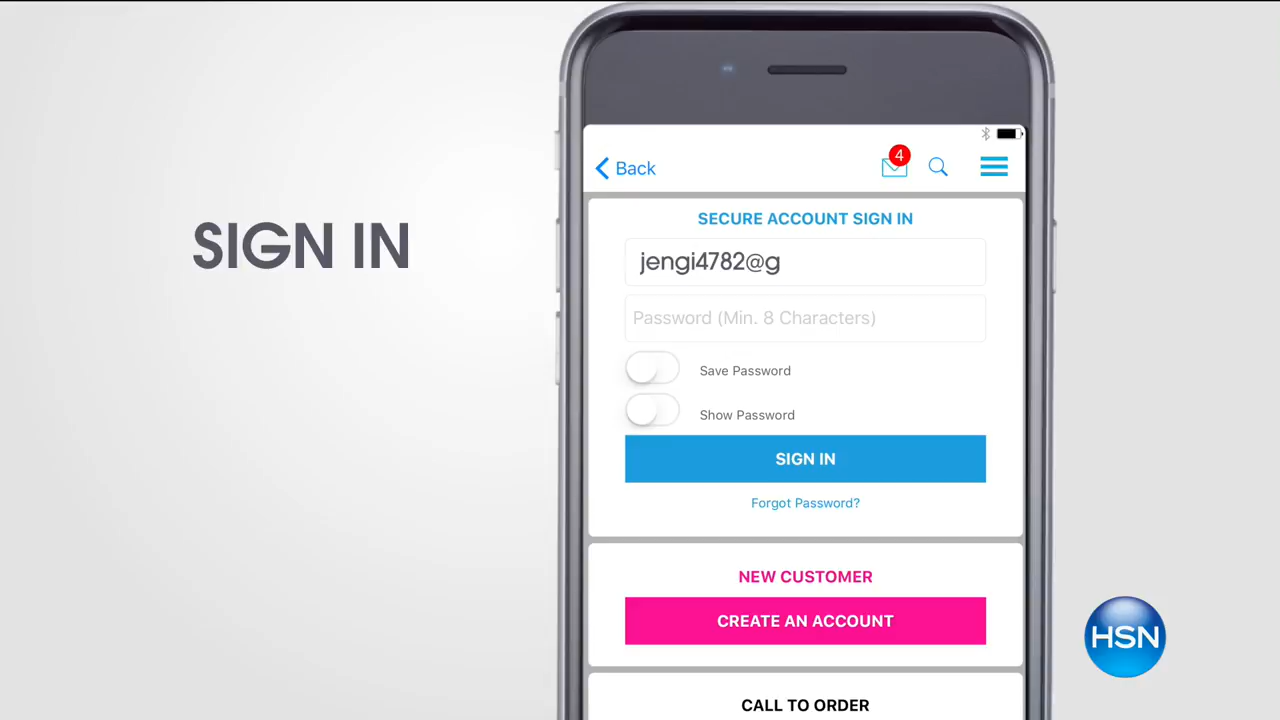 SIGN IN
4
Back
SECURE ACCOUNT SIGN IN
jengi4782@g
Password (Min. 8 Characters)
Save Password
Show Password
SIGN IN
Forgot Password?
NEW CUSTOMER
CREATE AN ACCOUNT
CALL TO ORDER
HSN